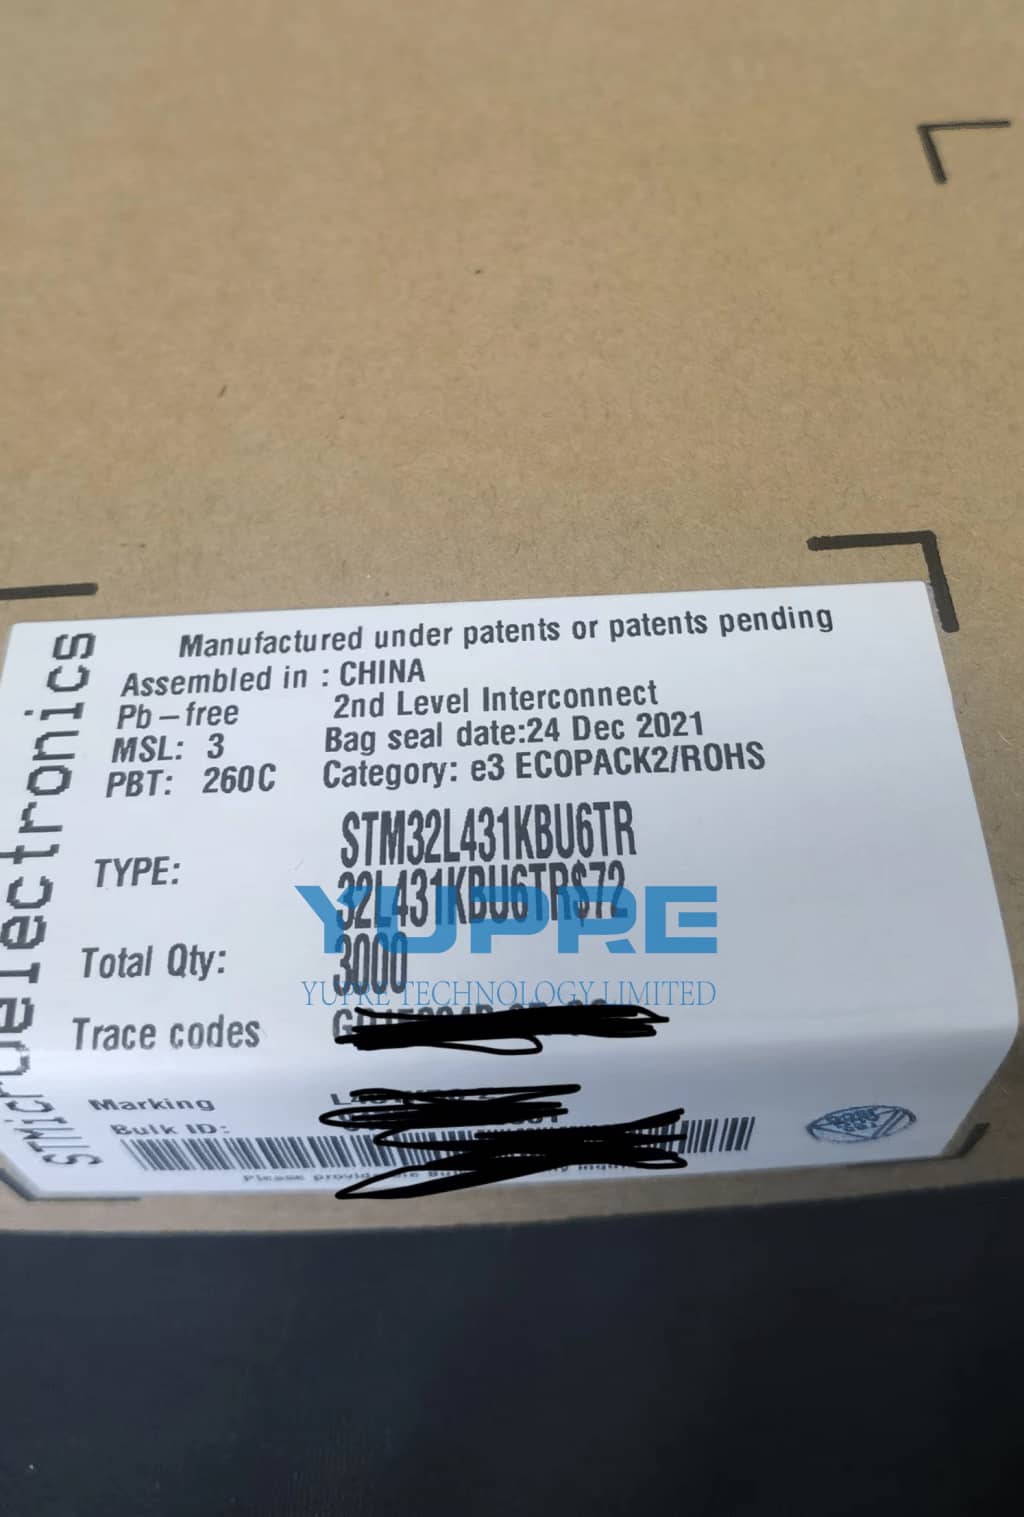 STMicroelectronics
Manufactured under patents or patents pending
Assembled in : CHINA
Pb-free 2nd Level Interconnect
MSL: 3 Bag seal date:24 Dec 2021
PBT: 260C Category: e3 ECOPACK2/ROHS
TYPE: STM32L431KBU6TR
32L431KBU6TR$72
YUPRE
Total Qty: 3000
YUPRE TECHNOLOGY LIMITED
Trace codes
Marking
Bulk ID:
Please provide